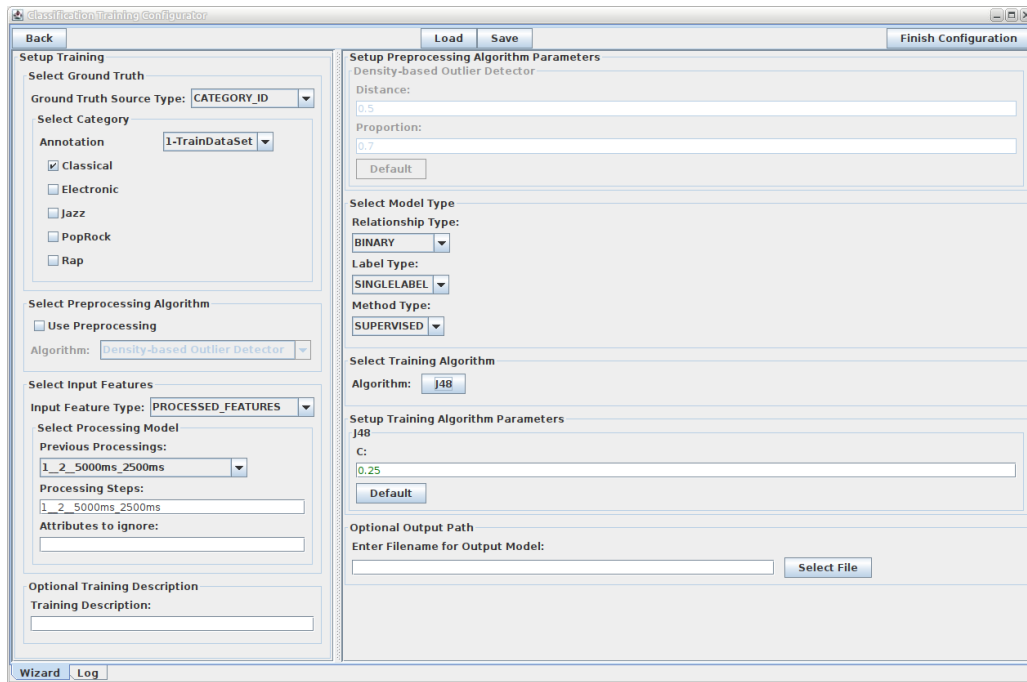 Classification Training Configurator
Back
Load
Save
Finish Configuration
Setup Training
Select Ground Truth
Ground Truth Source Type: CATEGORY_ID
Select Category
Annotation 1-TrainDataSet
Classical
Electronic
Jazz
PopRock
Rap
Select Preprocessing Algorithm
Use Preprocessing
Algorithm: Density-based Outlier Detector
Select Input Features
Input Feature Type: PROCESSED_FEATURES
Select Processing Model
Previous Processings:
1__2__5000ms_2500ms
Processing Steps:
1__2__5000ms_2500ms
Attributes to ignore:
Optional Training Description
Training Description:
Setup Preprocessing Algorithm Parameters
Density-based Outlier Detector
Distance:
0.5
Proportion:
0.7
Default
Select Model Type
Relationship Type:
BINARY
Label Type:
SINGLELABEL
Method Type:
SUPERVISED
Select Training Algorithm
Algorithm: J48
Setup Training Algorithm Parameters
J48
C:
0.25
Default
Optional Output Path
Enter Filename for Output Model:
Select File
Wizard
Log